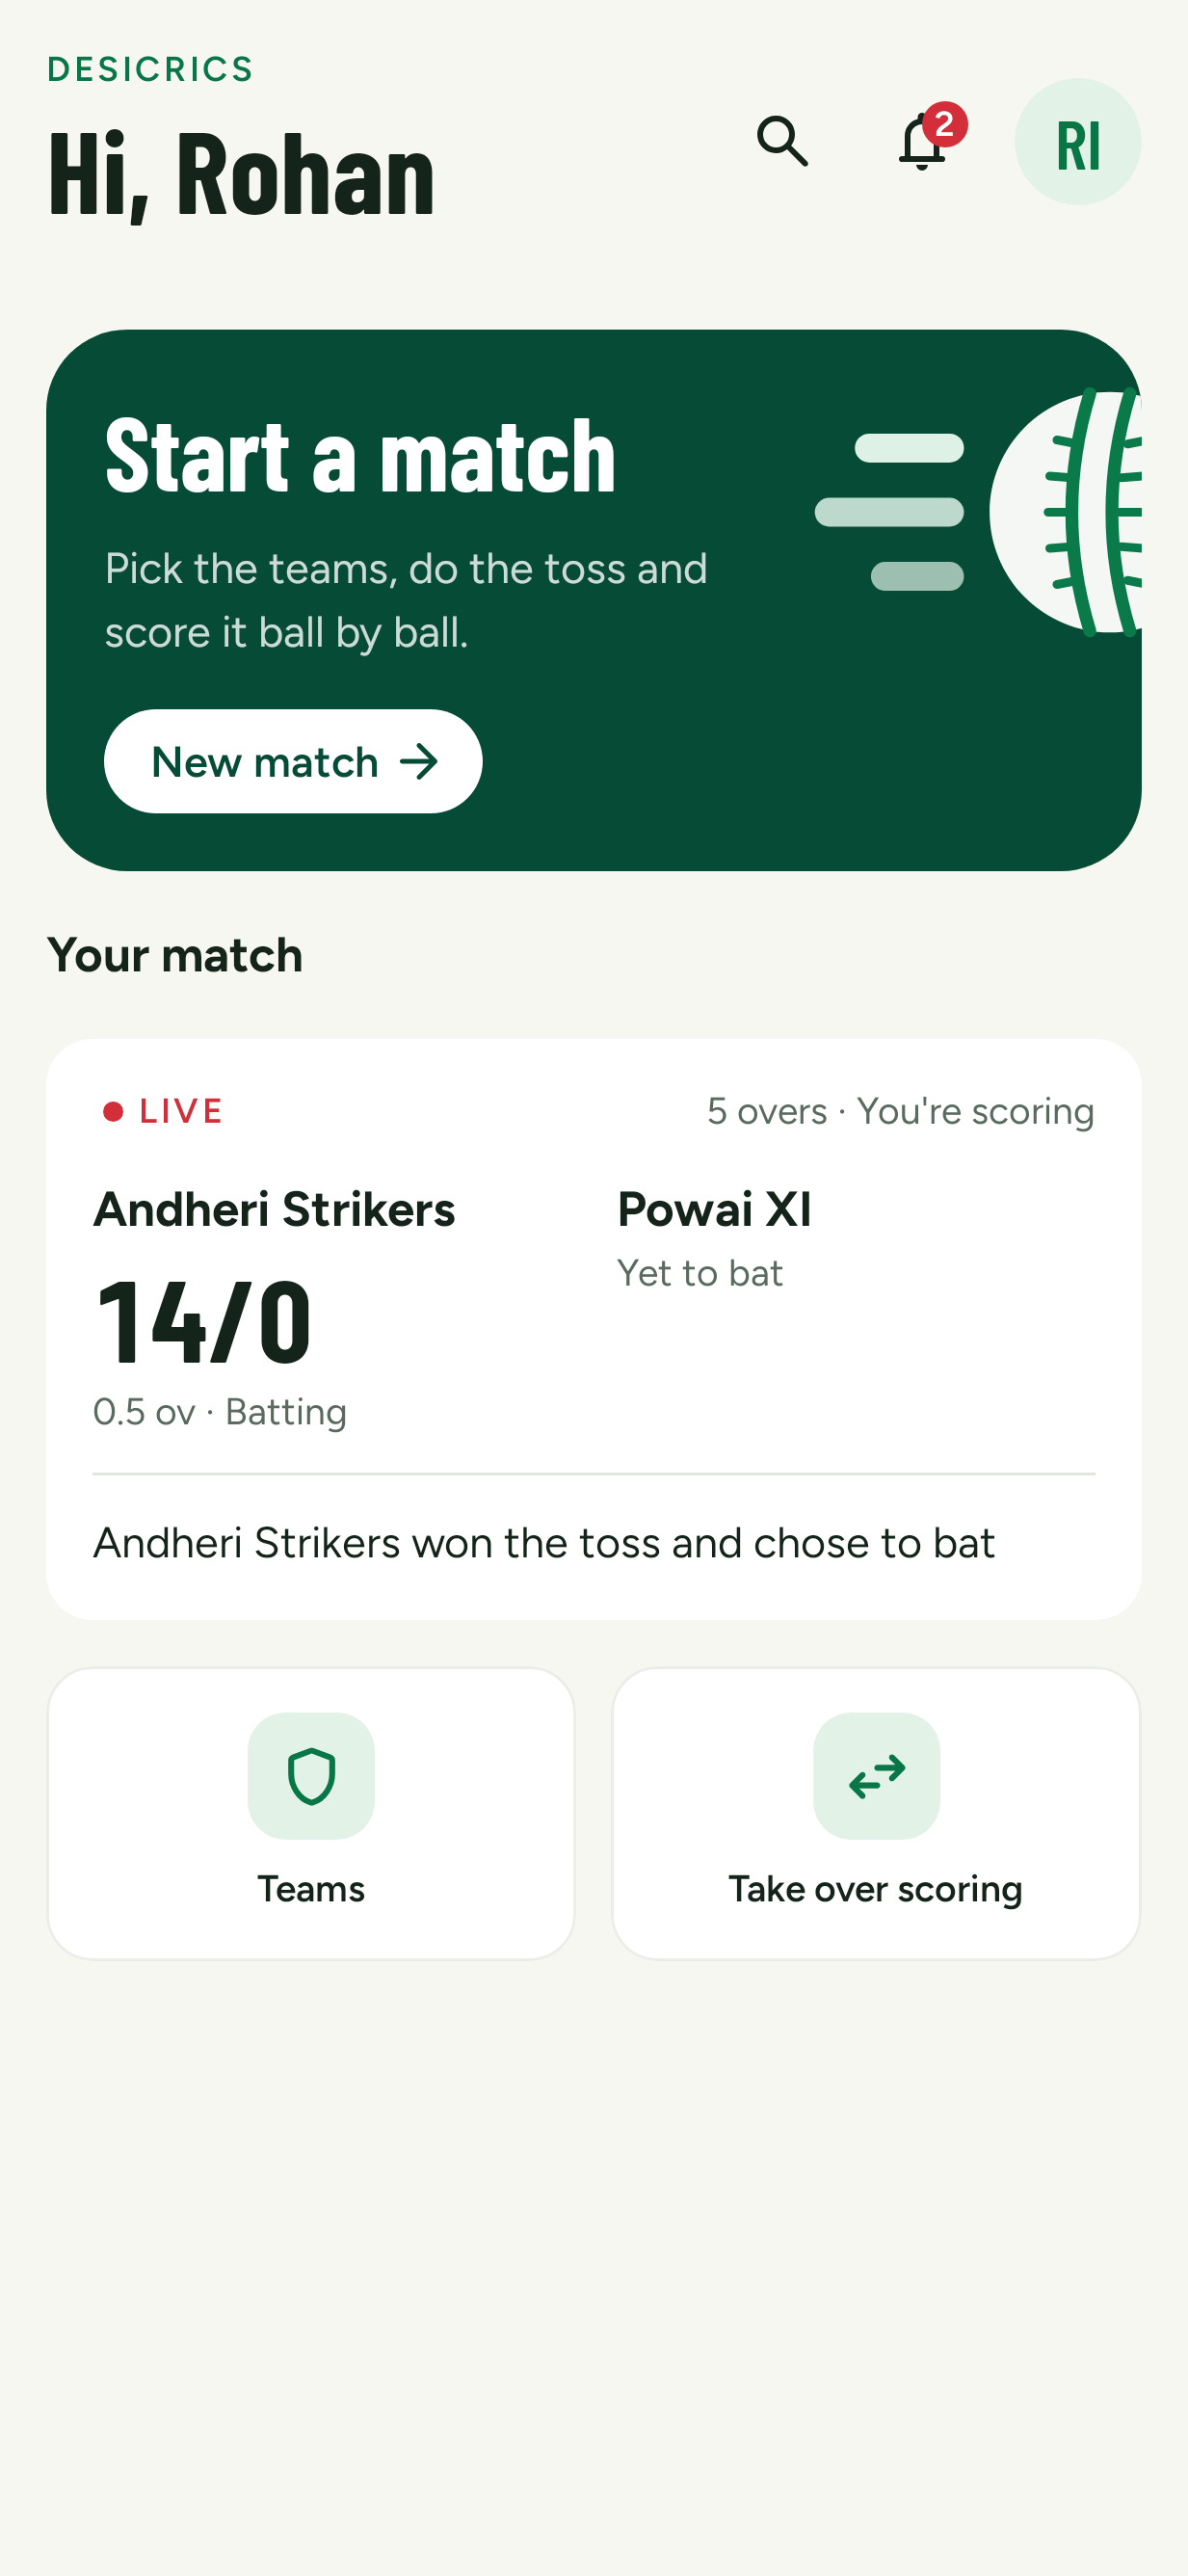 DESICRICS
Hi, Rohan
2
RI
Start a match
Pick the teams, do the toss and
score it ball by ball.
New match
Your match
LIVE
5 overs · You're scoring
Andheri Strikers
Powai XI
14/0
Yet to bat
0.5 ov · Batting
Andheri Strikers won the toss and chose to bat
Teams
Take over scoring